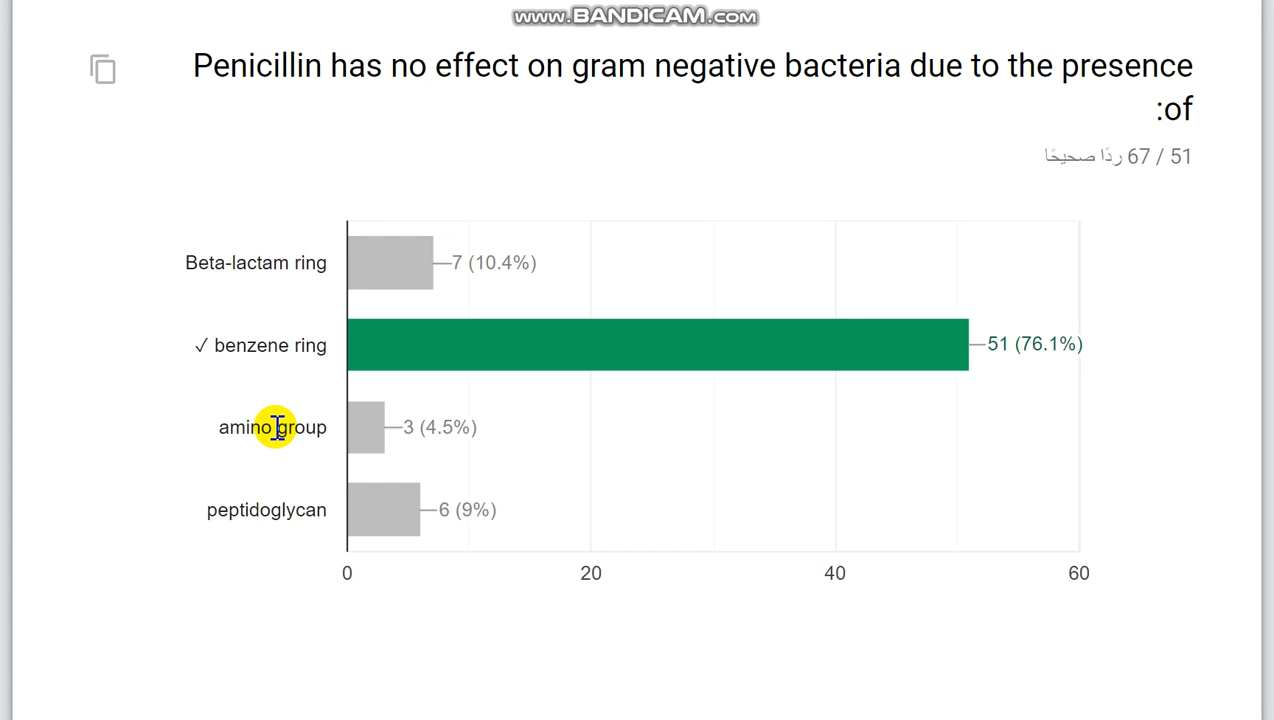 www.BANDICAM.com
Penicillin has no effect on gram negative bacteria due to the presence
:of
51 / 67 ردًا صحيحًا
Beta-lactam ring 7 (10.4%)
✓ benzene ring 51 (76.1%)
amino group 3 (4.5%)
peptidoglycan 6 (9%)
0 20 40 60